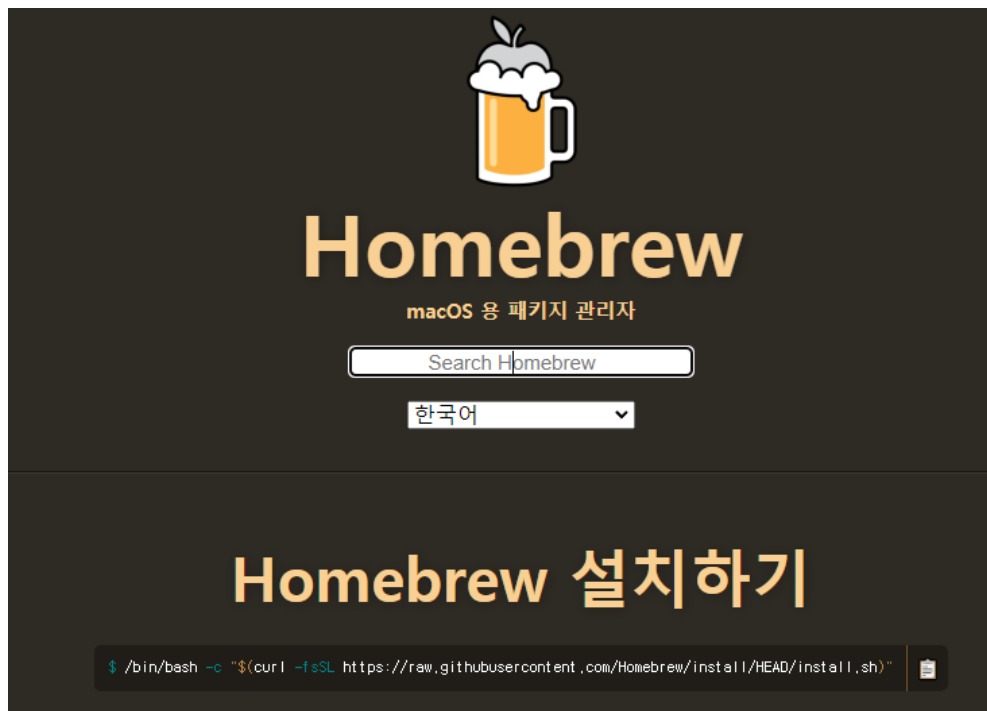 Homebrew
macOS 용 패키지 관리자
Search Homebrew
한국어
Homebrew 설치하기
$ /bin/bash -c "$(curl -fsSL https://raw.githubusercontent.com/Homebrew/install/HEAD/install.sh)"